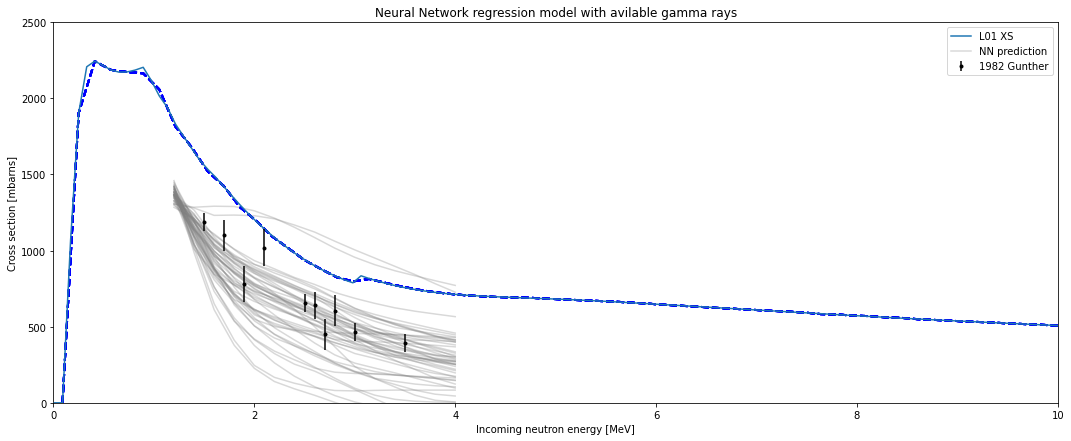 Neural Network regression model with avilable gamma rays
L01 XS
NN prediction
1982 Gunther
Cross section [mbarns]
2500
2000
1500
1000
500
0
0 2 4 6 8 10
Incoming neutron energy [MeV]